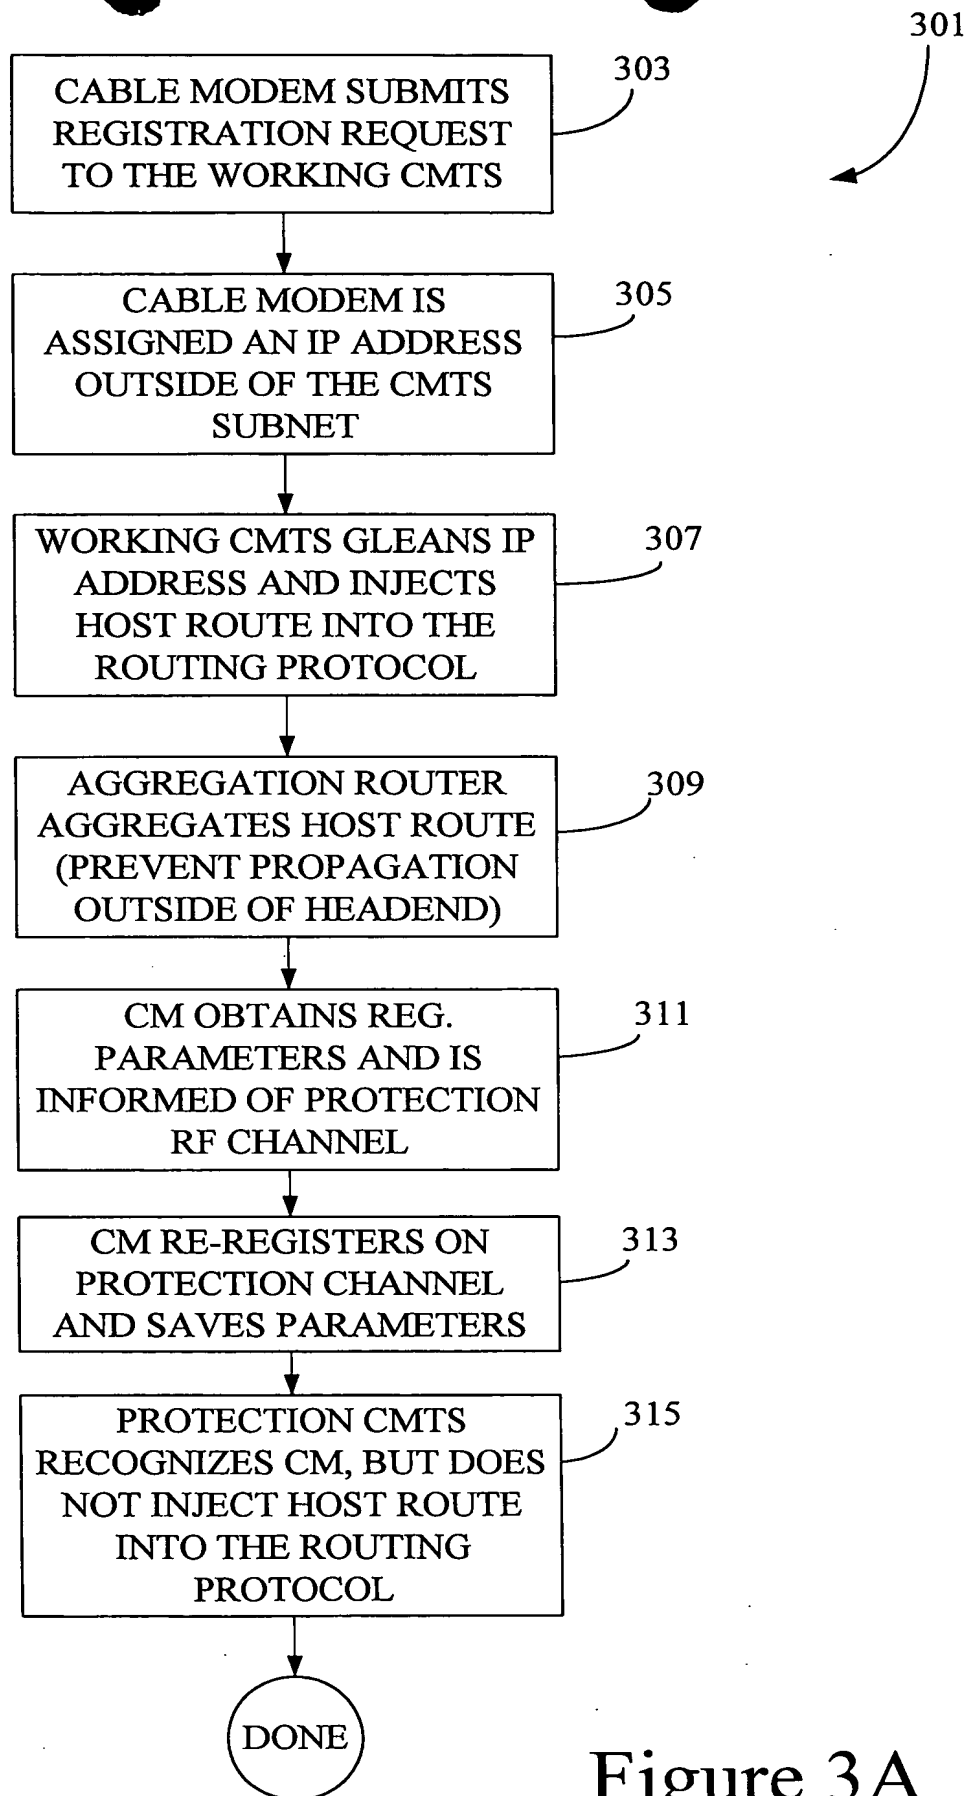 301
303
CABLE MODEM SUBMITS
REGISTRATION REQUEST
TO THE WORKING CMTS
305
CABLE MODEM IS
ASSIGNED AN IP ADDRESS
OUTSIDE OF THE CMTS
SUBNET
307
WORKING CMTS GLEANS IP
ADDRESS AND INJECTS
HOST ROUTE INTO THE
ROUTING PROTOCOL
309
AGGREGATION ROUTER
AGGREGATES HOST ROUTE
(PREVENT PROPAGATION
OUTSIDE OF HEADEND)
311
CM OBTAINS REG.
PARAMETERS AND IS
INFORMED OF PROTECTION
RF CHANNEL
313
CM RE-REGISTERS ON
PROTECTION CHANNEL
AND SAVES PARAMETERS
315
PROTECTION CMTS
RECOGNIZES CM, BUT DOES
NOT INJECT HOST ROUTE
INTO THE ROUTING
PROTOCOL
DONE
Figure 3A